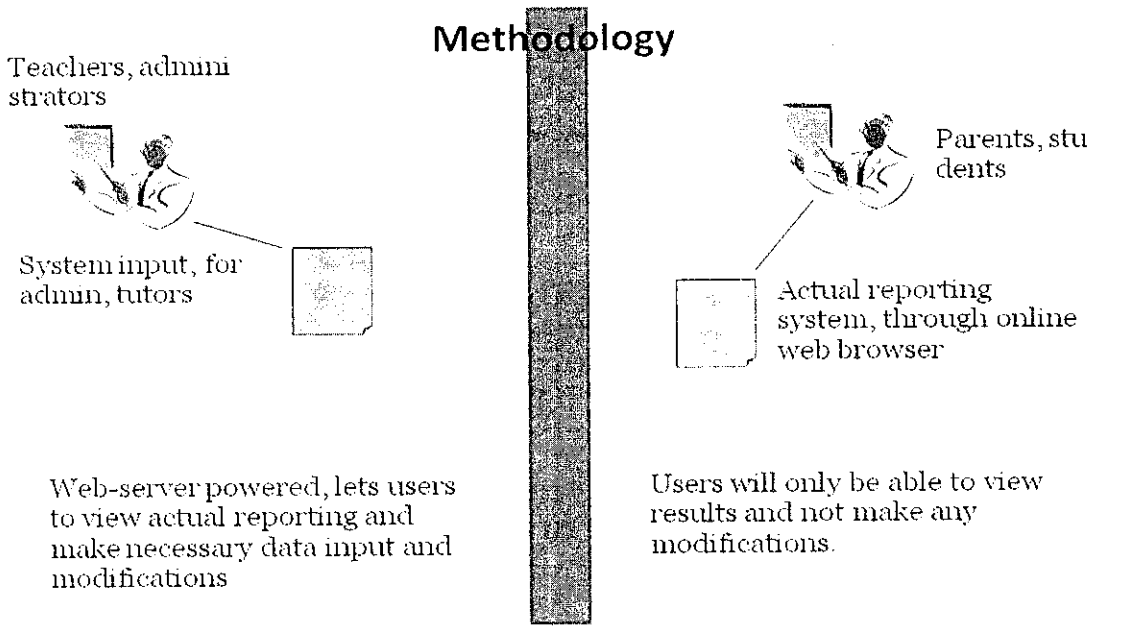 Methodology
Teachers, admini
strators
System input, for
admin, tutors
Web-server powered, lets users
to view actual reporting and
make necessary data input and
modifications
Parents, stu
dents
Actual reporting
system, through online
web browser
Users will only be able to view
results and not make any
modifications.